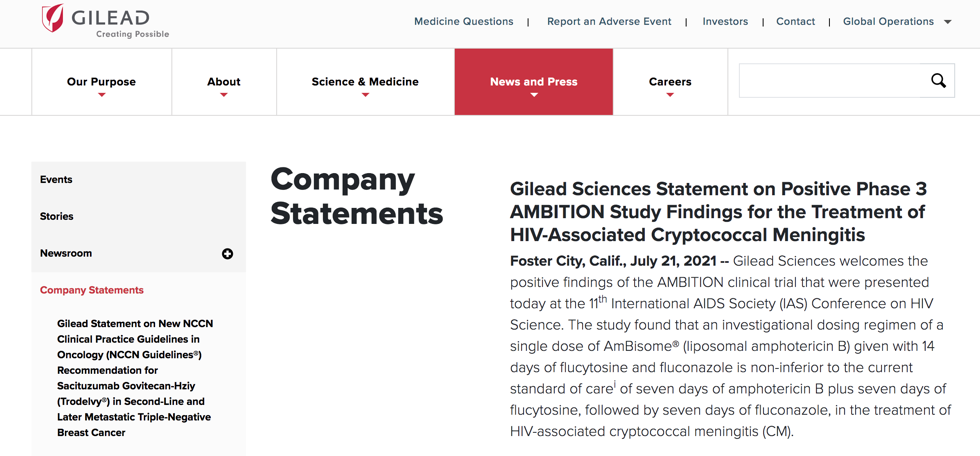 GILEAD
Creating Possible
Medicine Questions | Report an Adverse Event | Investors | Contact | Global Operations
Our Purpose
About
Science & Medicine
News and Press
Careers
Events
Stories
Newsroom
Company Statements
Gilead Statement on New NCCN
Clinical Practice Guidelines in
Oncology (NCCN Guidelines®)
Recommendation for
Sacituzumab Govitecan-Hziy
(Trodelvy®) in Second-Line and
Later Metastatic Triple-Negative
Breast Cancer
Company
Statements
Gilead Sciences Statement on Positive Phase 3
AMBITION Study Findings for the Treatment of
HIV-Associated Cryptococcal Meningitis
Foster City, Calif., July 21, 2021 -- Gilead Sciences welcomes the
positive findings of the AMBITION clinical trial that were presented
today at the 11th International AIDS Society (IAS) Conference on HIV
Science. The study found that an investigational dosing regimen of a
single dose of AmBisome® (liposomal amphotericin B) given with 14
days of flucytosine and fluconazole is non-inferior to the current
standard of careⁱ of seven days of amphotericin B plus seven days of
flucytosine, followed by seven days of fluconazole, in the treatment of
HIV-associated cryptococcal meningitis (CM).